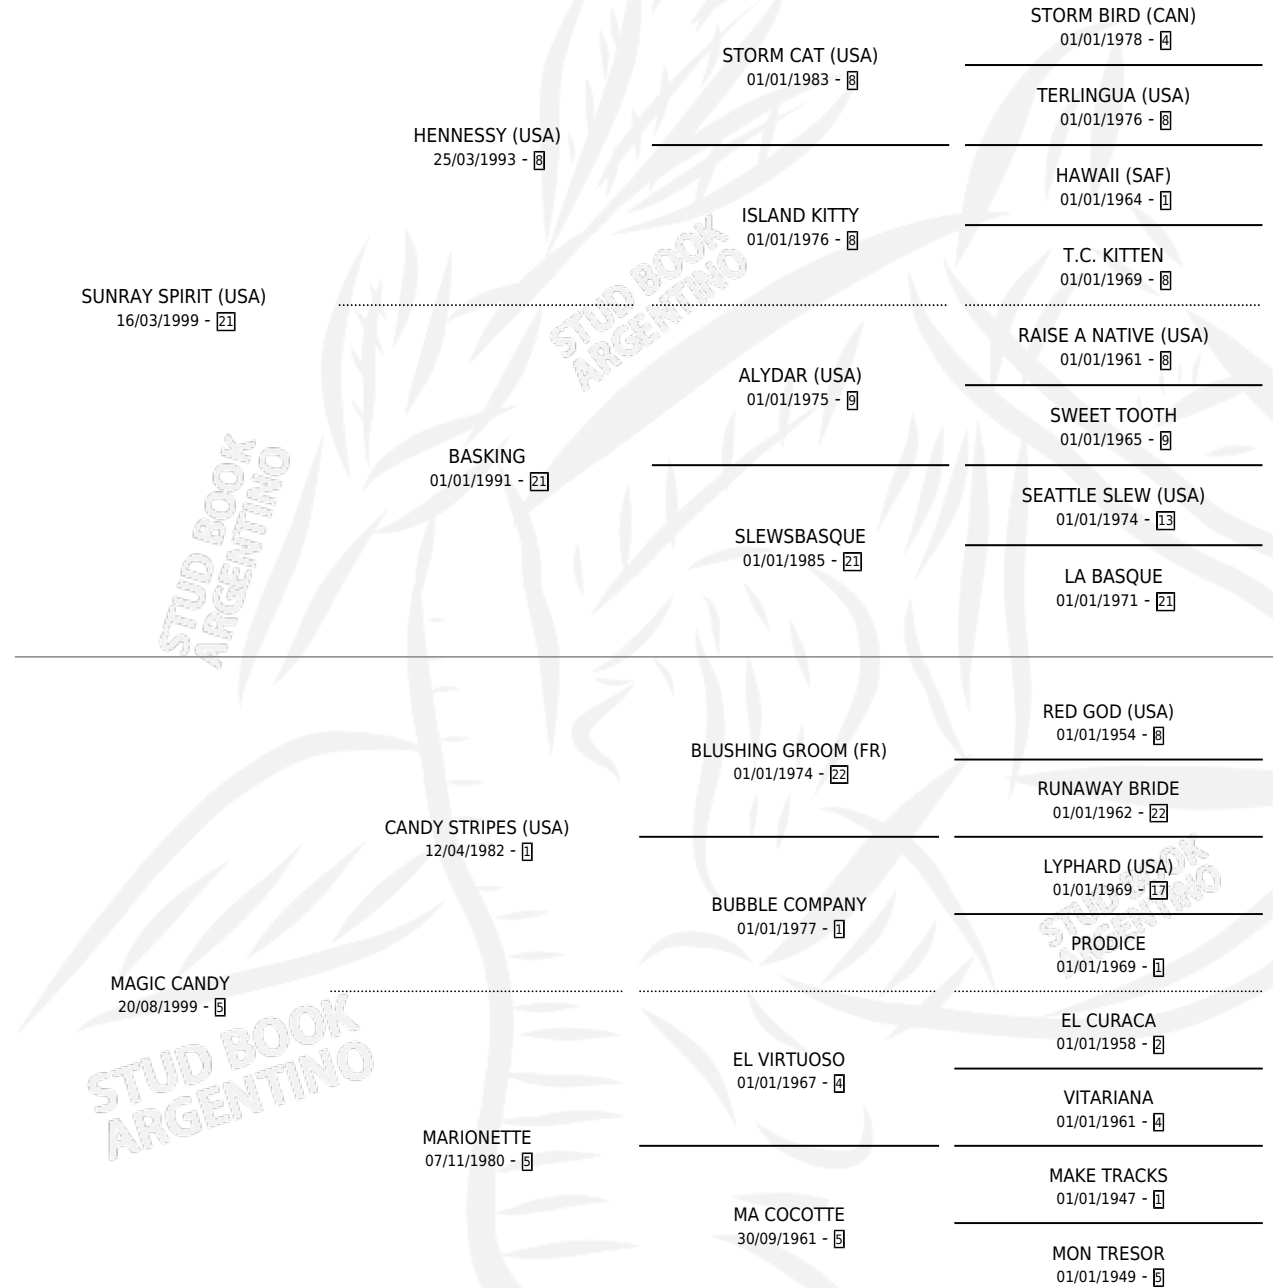 STORM BIRD (CAN)
01/01/1978 - 4
STORM CAT (USA)
01/01/1983 - 8
TERLINGUA (USA)
01/01/1976 - 8
HENNESSY (USA)
25/03/1993 - 8
HAWAII (SAF)
01/01/1964 - 1
ISLAND KITTY
01/01/1976 - 8
T.C. KITTEN
01/01/1969 - 8
SUNRAY SPIRIT (USA)
16/03/1999 - 21
STUD BOOK
ARGENTINO
RAISE A NATIVE (USA)
01/01/1961 - 8
ALYDAR (USA)
01/01/1975 - 9
SWEET TOOTH
01/01/1965 - 9
BASKING
01/01/1991 - 21
SEATTLE SLEW (USA)
01/01/1974 - 13
SLEWSBASQUE
01/01/1985 - 21
LA BASQUE
01/01/1971 - 21
STUD BOOK
ARGENTINO
RED GOD (USA)
01/01/1954 - 8
BLUSHING GROOM (FR)
01/01/1974 - 22
RUNAWAY BRIDE
01/01/1962 - 22
CANDY STRIPES (USA)
12/04/1982 - 1
LYPHARD (USA)
01/01/1969 - 17
BUBBLE COMPANY
01/01/1977 - 1
PRODICE
01/01/1969 - 1
STUD BOOK
ARGENTINO
MAGIC CANDY
20/08/1999 - 5
EL CURACA
01/01/1958 - 2
EL VIRTUOSO
01/01/1967 - 4
VITARIANA
01/01/1961 - 4
STUD BOOK
ARGENTINO
MARIONETTE
07/11/1980 - 5
MAKE TRACKS
01/01/1947 - 1
MA COCOTTE
30/09/1961 - 5
MON TRESOR
01/01/1949 - 5